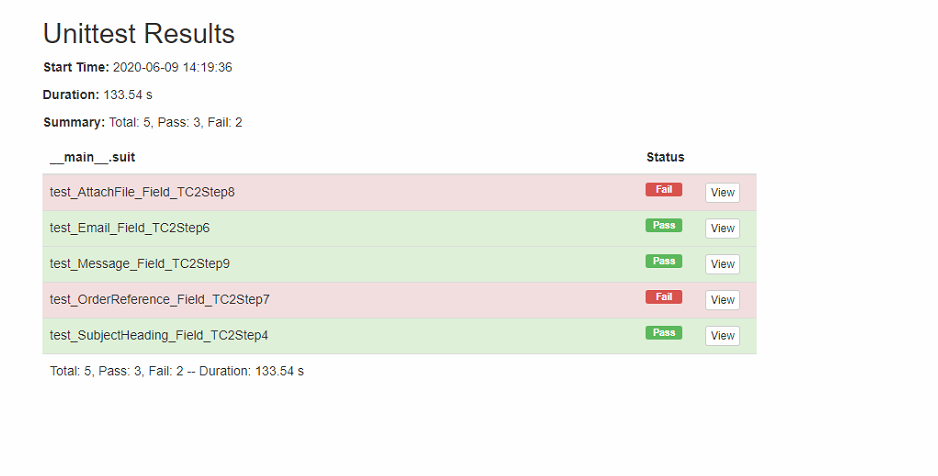 Unittest Results
Start Time: 2020-06-09 14:19:36
Duration: 133.54 s
Summary: Total: 5, Pass: 3, Fail: 2
__main__.suit Status
test_AttachFile_Field_TC2Step8 Fail View
test_Email_Field_TC2Step6 Pass View
test_Message_Field_TC2Step9 Pass View
test_OrderReference_Field_TC2Step7 Fail View
test_SubjectHeading_Field_TC2Step4 Pass View
Total: 5, Pass: 3, Fail: 2 -- Duration: 133.54 s